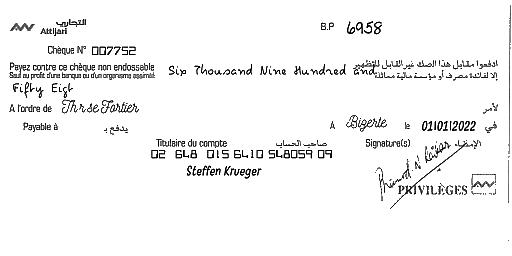 التجاري
Attijari
B.P 6958
Chèque N° 007752
Payez contre ce chèque non endossable Six Thousand Nine Hundred and ادفعوا مقابل هذا الصك غير القابل للتظهير
Sauf au profit d'une banque ou d'un organisme assimilé إلا لفائدة مصرف أو مؤسسة مالية مماثلة
Fifty Eigt
A l'ordre de Thrse Fortier لأمر
Payable à يدفع بـ A Bizerte le 01/01/2022 في
Titulaire du compte صاحب الحساب Signature(s) الإمضاء
02 648 015 6410 548059 09
Steffen Krueger
PRIVILÈGES